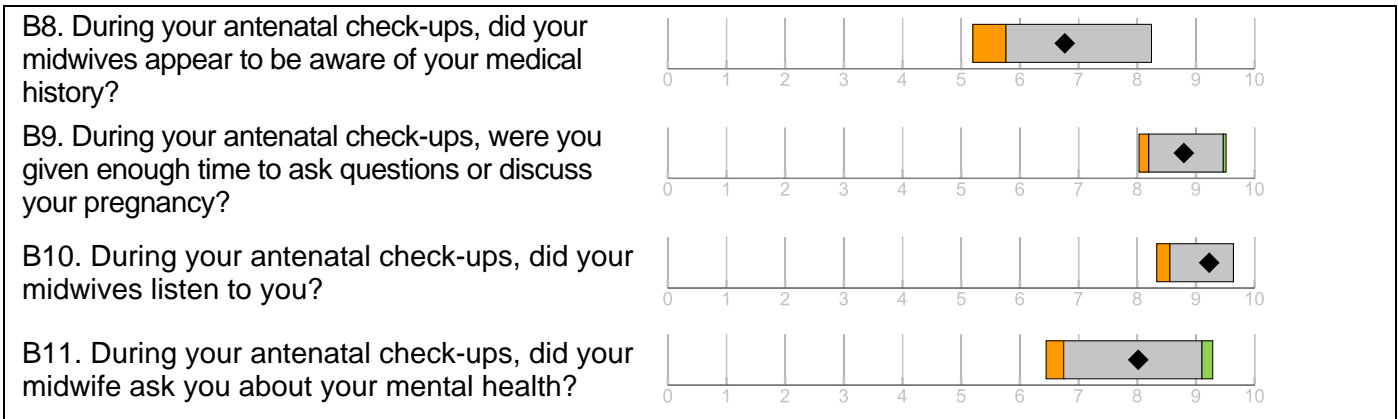 B8. During your antenatal check-ups, did your
midwives appear to be aware of your medical
history?
0 1 2 3 4 5 6 7 8 9 10
B9. During your antenatal check-ups, were you
given enough time to ask questions or discuss
your pregnancy?
0 1 2 3 4 5 6 7 8 9 10
B10. During your antenatal check-ups, did your
midwives listen to you?
0 1 2 3 4 5 6 7 8 9 10
B11. During your antenatal check-ups, did your
midwife ask you about your mental health?
0 1 2 3 4 5 6 7 8 9 10